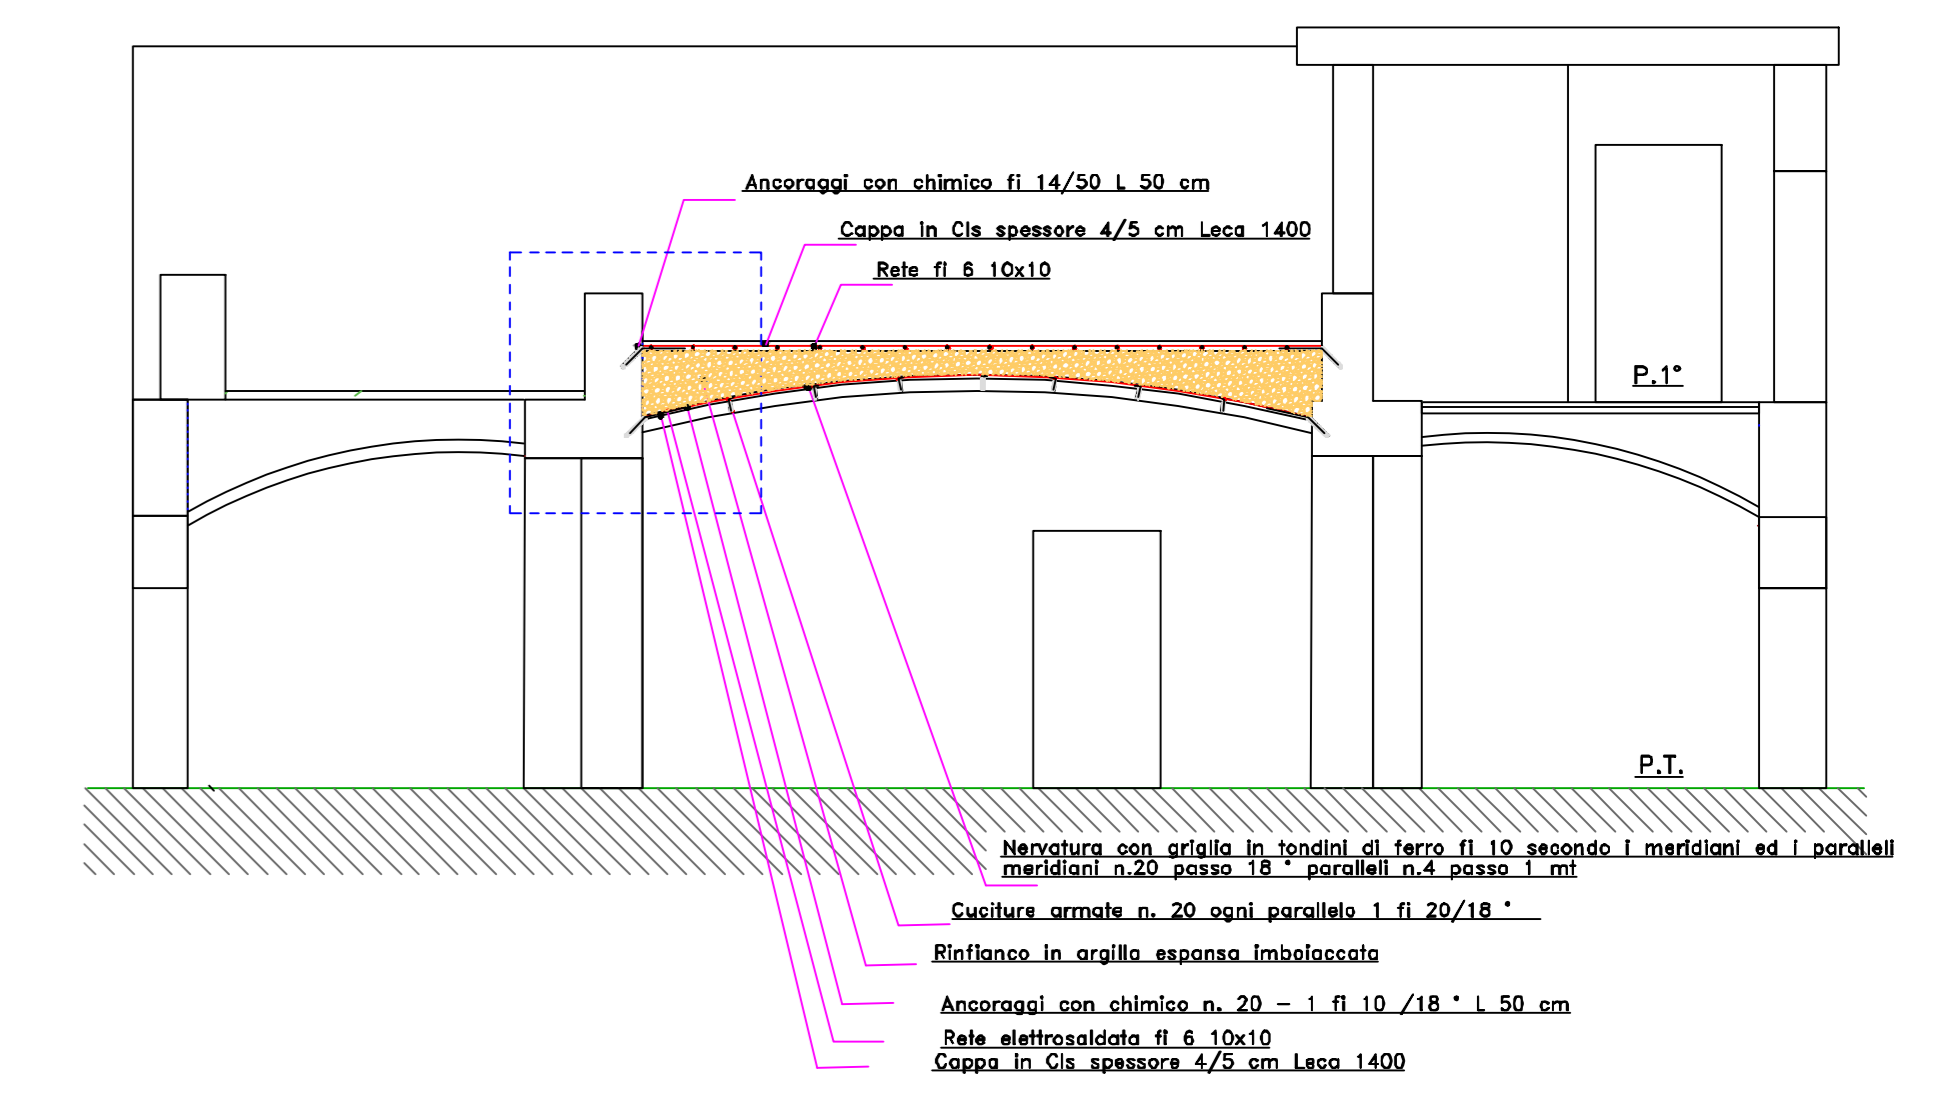 Ancoraggi con chimico fi 14/50 L 50 cm
Cappa in Cls spessore 4/5 cm Leca 1400
Rete fi 6 10x10
P.1°
P.T.
Nervatura con griglia in tondini di ferro fi 10 secondo i meridiani ed i paralleli
meridiani n.20 passo 18 ° paralleli n.4 passo 1 mt
Cuciture armate n. 20 ogni parallelo 1 fi 20/18 °
Rinfianco in argilla espansa imboiaccata
Ancoraggi con chimico n. 20 - 1 fi 10 /18 ° L 50 cm
Rete elettrosaldata fi 6 10x10
Cappa in Cls spessore 4/5 cm Leca 1400